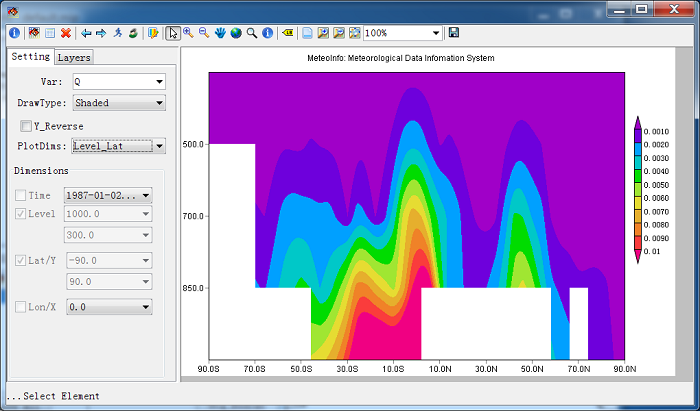 100%
Setting Layers
Var: Q
DrawType: Shaded
Y_Reverse
PlotDims: Level_Lat
Dimensions
Time 1987-01-02...
Level 1000.0
300.0
Lat/Y -90.0
90.0
Lon/X 0.0
MeteoInfo: Meteorological Data Infomation System
500.0
700.0
850.0
90.0S 70.0S 50.0S 30.0S 10.0S 10.0N 30.0N 50.0N 70.0N 90.0N
0.0010
0.0020
0.0030
0.0040
0.0050
0.0060
0.0070
0.0080
0.0090
0.01
...Select Element